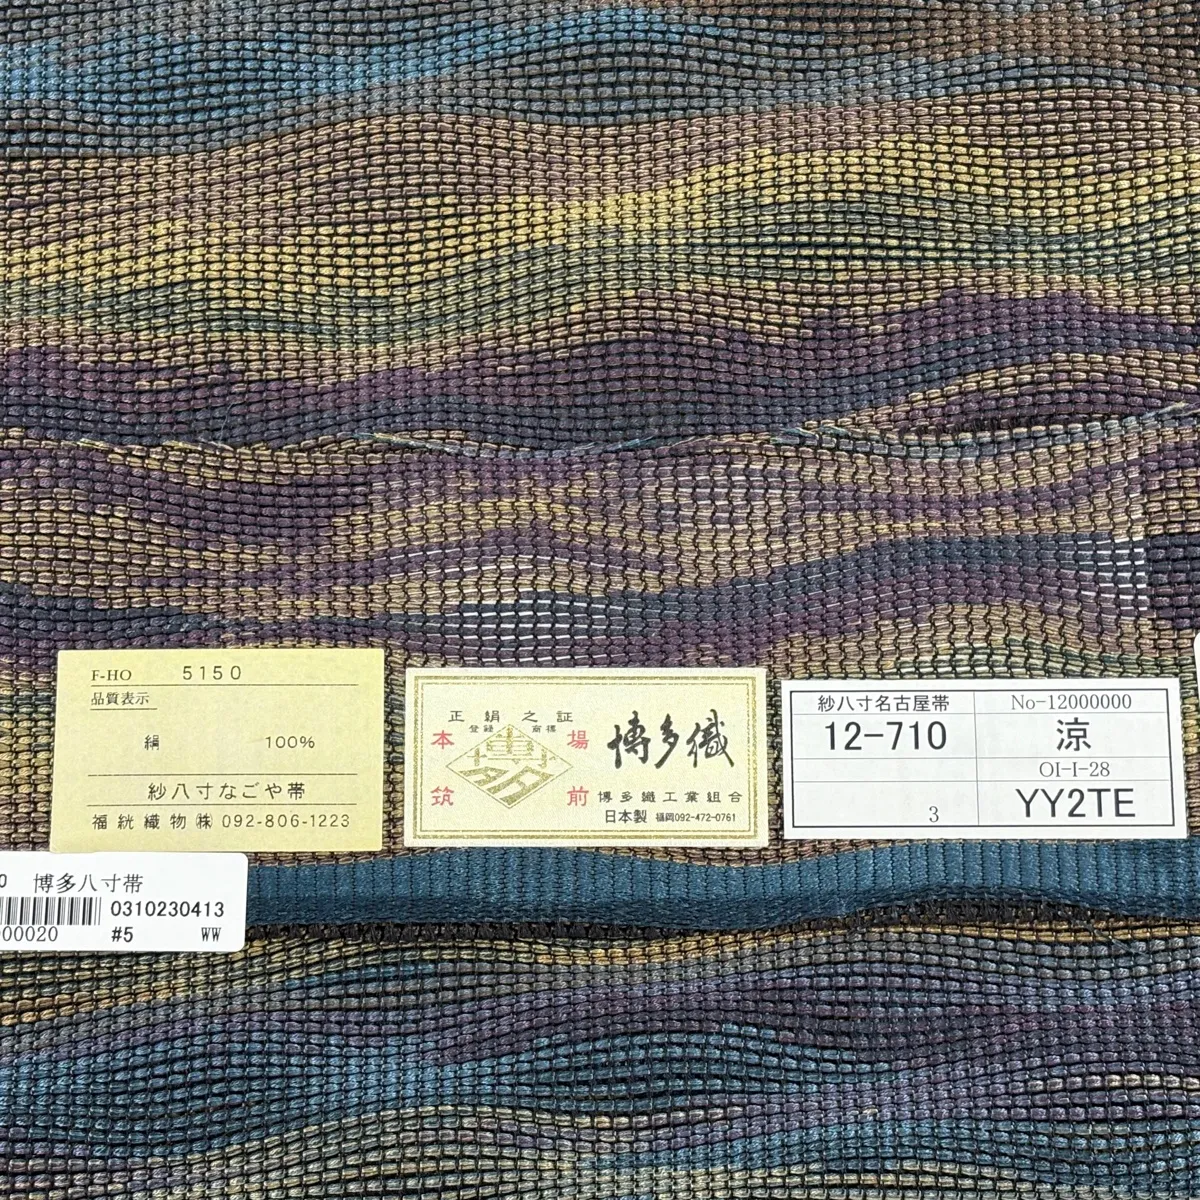 F-HO 5150
品質表示
絹 100%
紗八寸なごや帯
福絖織物㈱ 092-806-1223
正絹之証
登録 商標
本 場
筑 前
博多
博多織
博多織工業組合
日本製 福岡092-472-0761
紗八寸名古屋帯 No-12000000
12-710 涼
OI-I-28
3 YY2TE
0 博多八寸帯
0310230413
00020 #5 WW